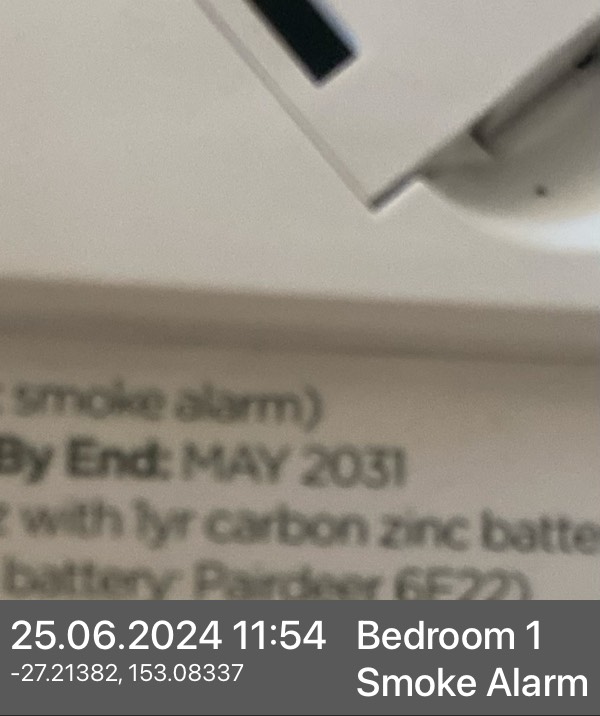 smoke alarm)
By End: MAY 2031
with 1yr carbon zinc batte
battery: Pairdeer 6F22)
25.06.2024 11:54
-27.21382, 153.08337
Bedroom 1
Smoke Alarm